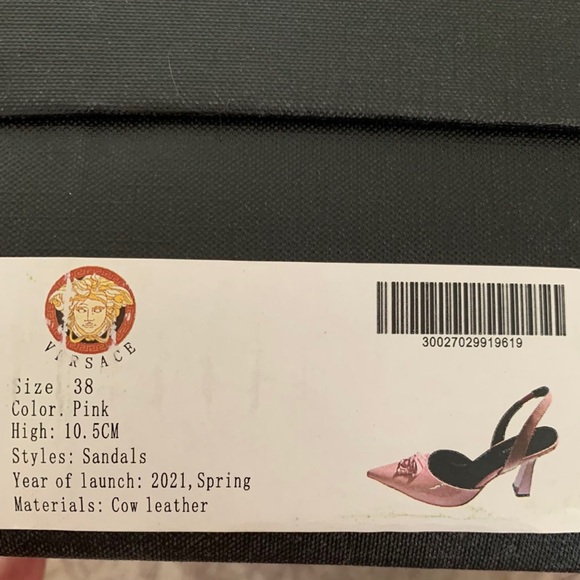 VERSACE
30027029919619
Size 38
Color. Pink
High: 10.5CM
Styles: Sandals
Year of launch: 2021, Spring
Materials: Cow leather